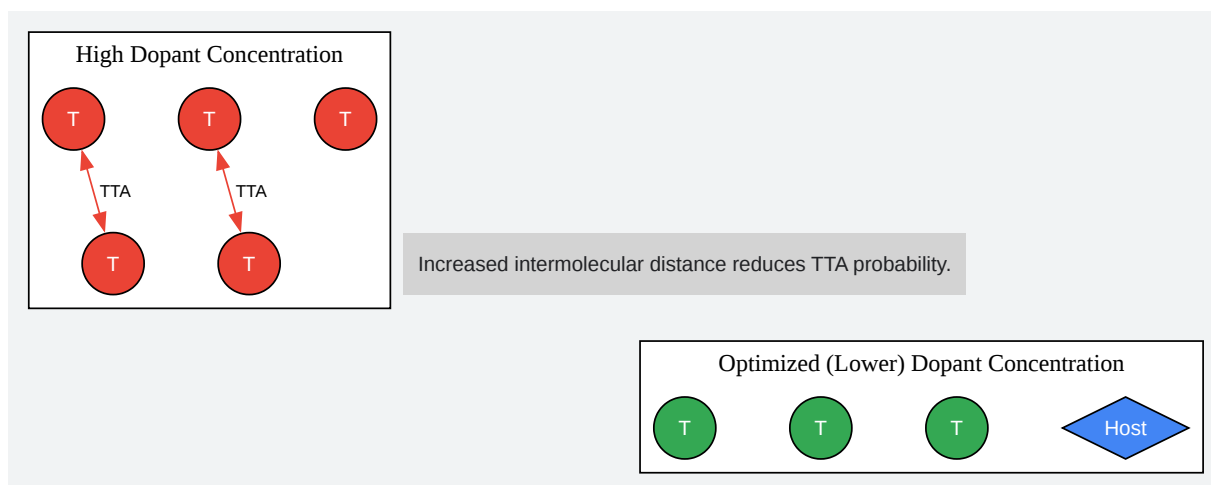 High Dopant Concentration
T T T
TTA TTA
T T
Increased intermolecular distance reduces TTA probability.
Optimized (Lower) Dopant Concentration
T T T Host